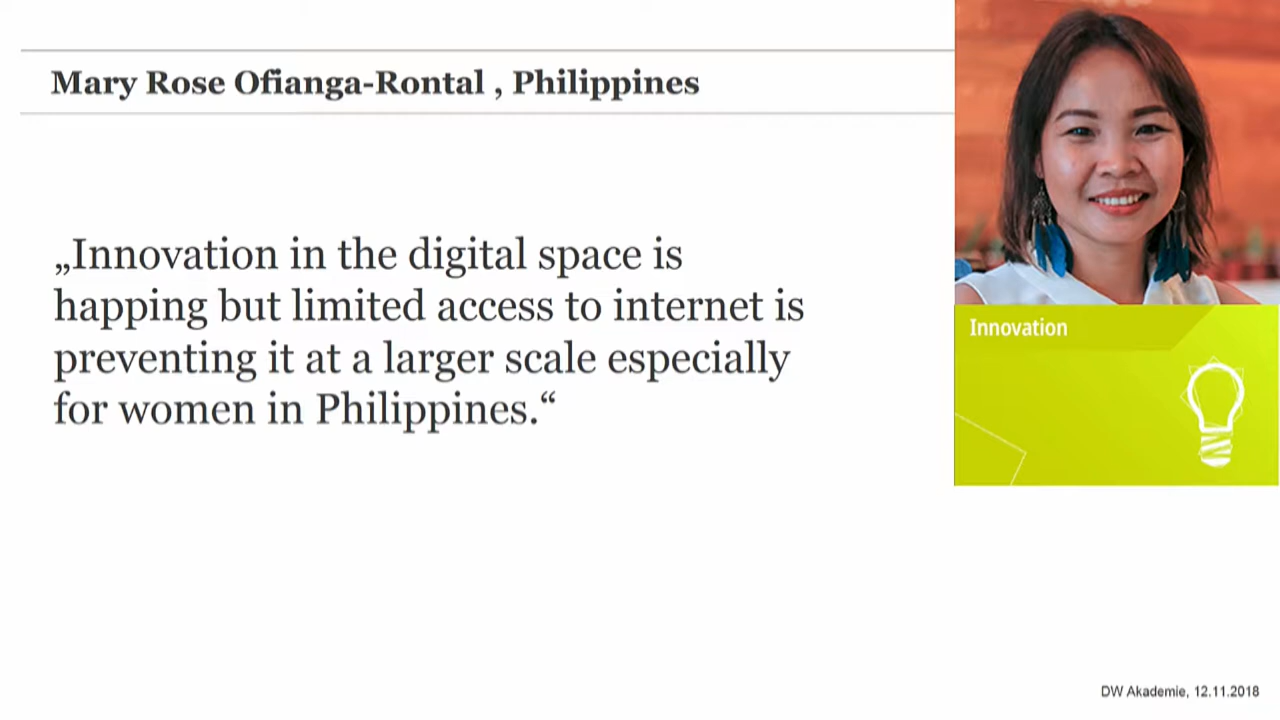 Mary Rose Ofianga-Rontal , Philippines
„Innovation in the digital space is
happing but limited access to internet is
preventing it at a larger scale especially
for women in Philippines.“
Innovation
DW Akademie, 12.11.2018